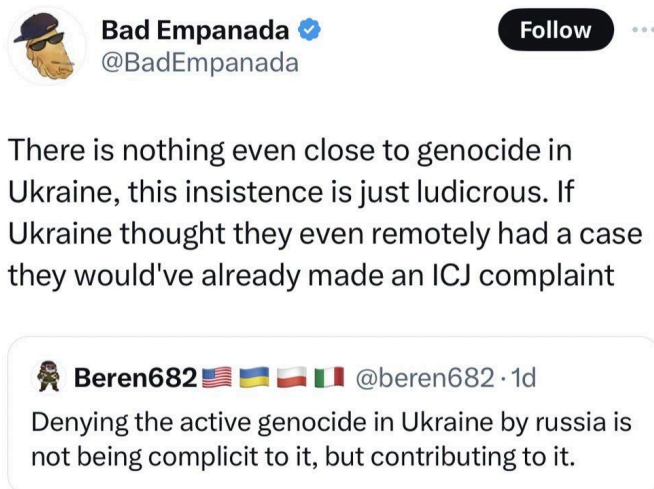 Bad Empanada
Follow
@BadEmpanada
There is nothing even close to genocide in
Ukraine, this insistence is just ludicrous. If
Ukraine thought they even remotely had a case
they would've already made an ICJ complaint
Beren682🇺🇸🇺🇦🇵🇱🇮🇹 @beren682 · 1d
Denying the active genocide in Ukraine by russia is
not being complicit to it, but contributing to it.